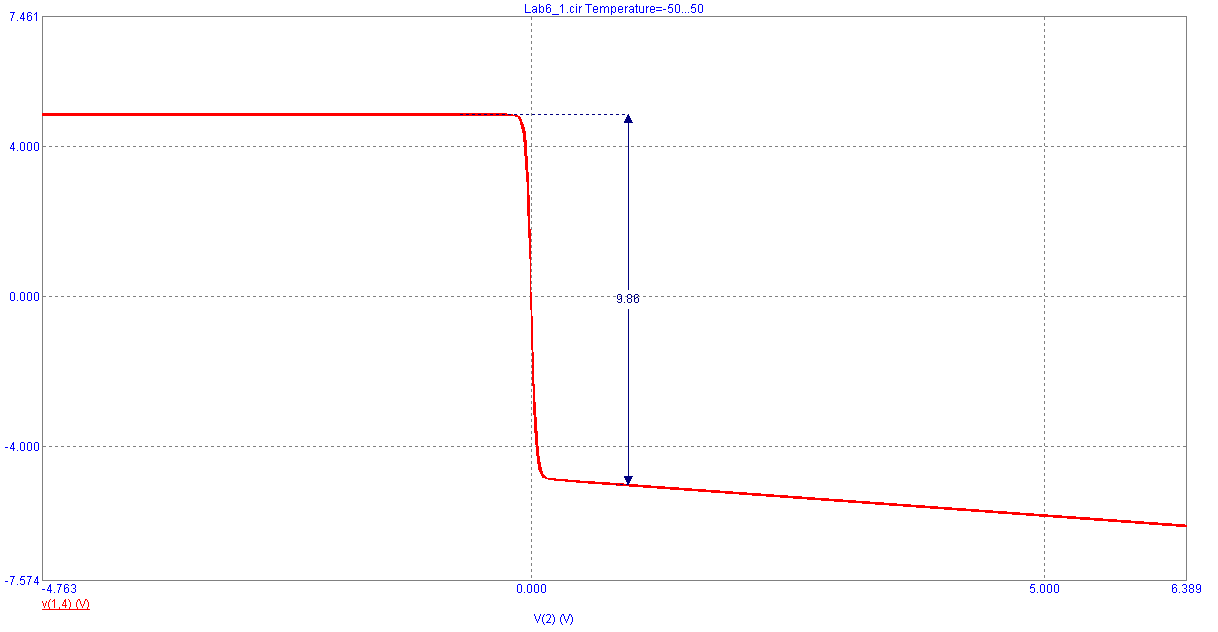 Lab6_1.cir Temperature=-50...50
7.461
4.000
9.86
0.000
-4.000
-7.574
-4.763 0.000 5.000 6.389
v(1,4) (V)
V(2) (V)